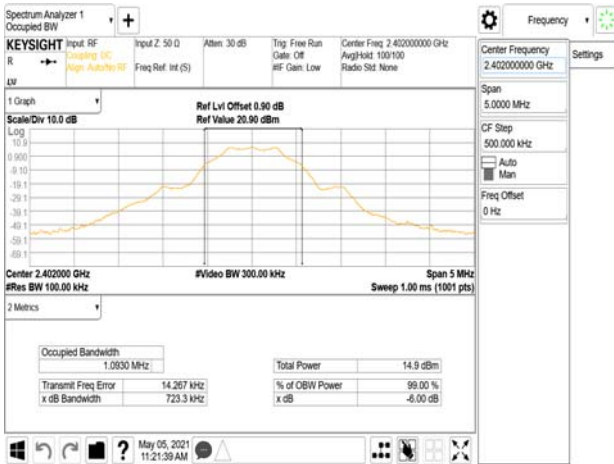 Spectrum Analyzer 1
Occupied BW
Frequency
KEYSIGHT
Input: RF
Coupling: DC
Align: Auto/No RF
Input Z: 50 Ω
Freq Ref: Int (S)
Atten: 30 dB
Trig: Free Run
Gate: Off
#IF Gain: Low
Center Freq: 2.402000000 GHz
Avg|Hold: 100/100
Radio Std: None
R
Center Frequency
2.402000000 GHz
Settings
Span
5.0000 MHz
CF Step
500.000 kHz
Auto
Man
Freq Offset
0 Hz
1 Graph
Scale/Div 10.0 dB
Ref Lvl Offset 0.90 dB
Ref Value 20.90 dBm
Log
10.9
0.900
-9.10
-19.1
-29.1
-39.1
-49.1
-59.1
-69.1
Center 2.402000 GHz
#Video BW 300.00 kHz
Span 5 MHz
#Res BW 100.00 kHz
Sweep 1.00 ms (1001 pts)
2 Metrics
Occupied Bandwidth
1.0930 MHz
Total Power 14.9 dBm
Transmit Freq Error 14.267 kHz
% of OBW Power 99.00 %
x dB Bandwidth 723.3 kHz
x dB -6.00 dB
May 05, 2021
11:21:39 AM